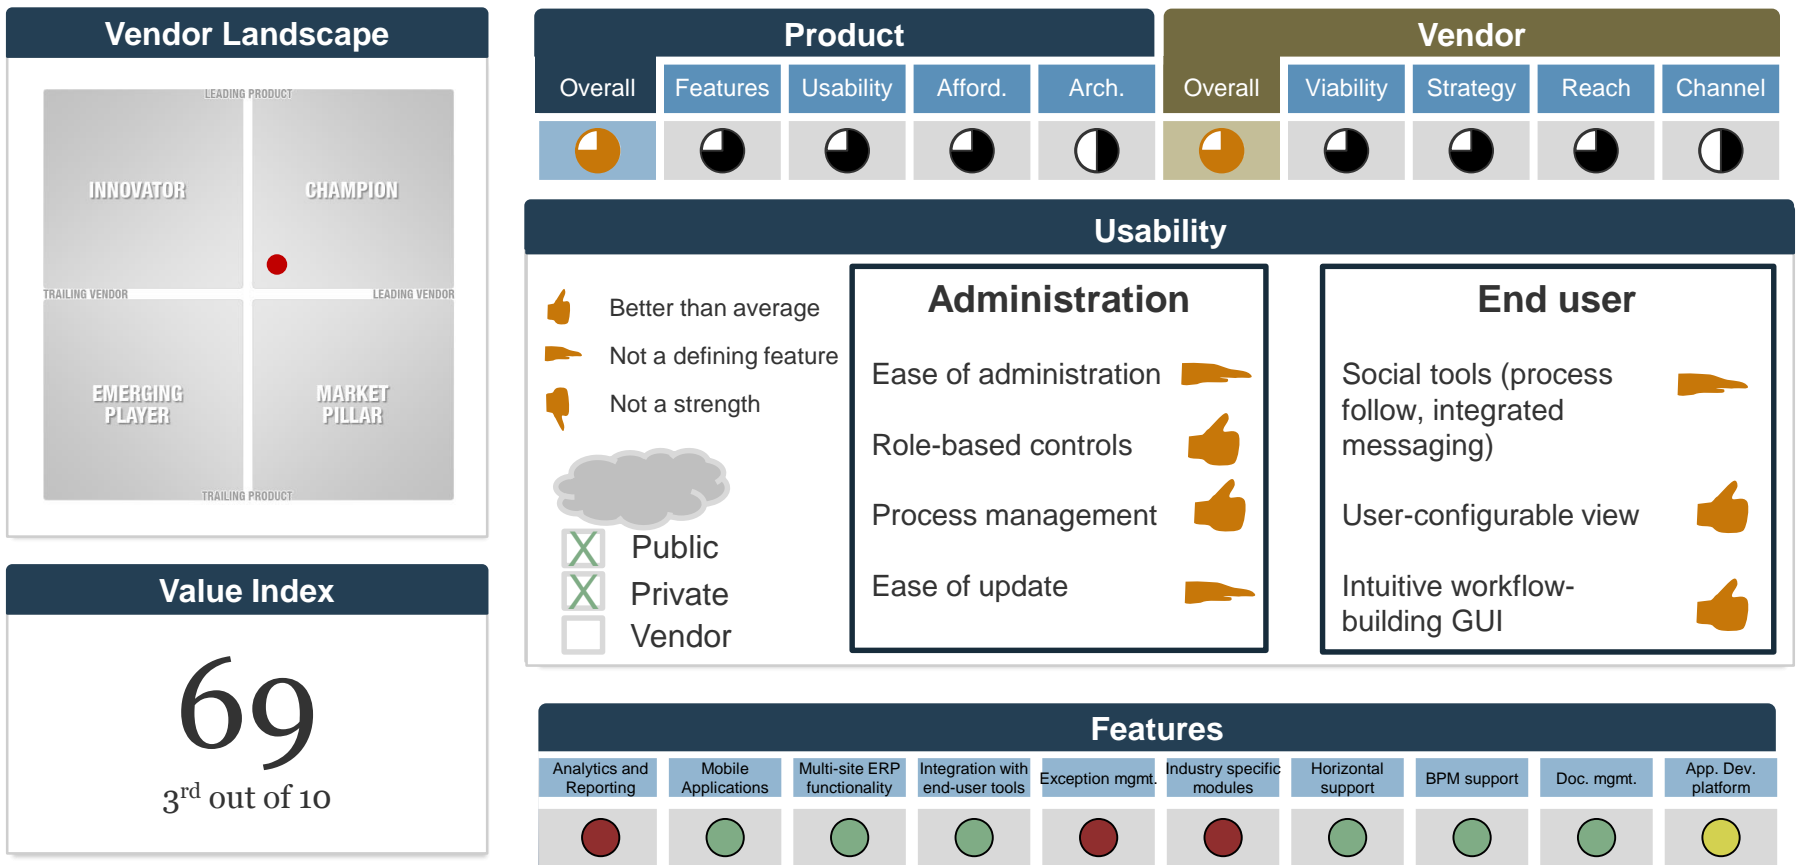 Vendor Landscape
LEADING PRODUCT
INNOVATOR
CHAMPION
TRAILING VENDOR
LEADING VENDOR
EMERGING
PLAYER
MARKET
PILLAR
TRAILING PRODUCT
Value Index
69
3rd out of 10
Product
Vendor
Overall
Features
Usability
Afford.
Arch.
Overall
Viability
Strategy
Reach
Channel
Usability
Better than average
Not a defining feature
Not a strength
X Public
X Private
Vendor
Administration
Ease of administration
Role-based controls
Process management
Ease of update
End user
Social tools (process
follow, integrated
messaging)
User-configurable view
Intuitive workflow-
building GUI
Features
Analytics and
Reporting
Mobile
Applications
Multi-site ERP
functionality
Integration with
end-user tools
Exception mgmt.
Industry specific
modules
Horizontal
support
BPM support
Doc. mgmt.
App. Dev.
platform